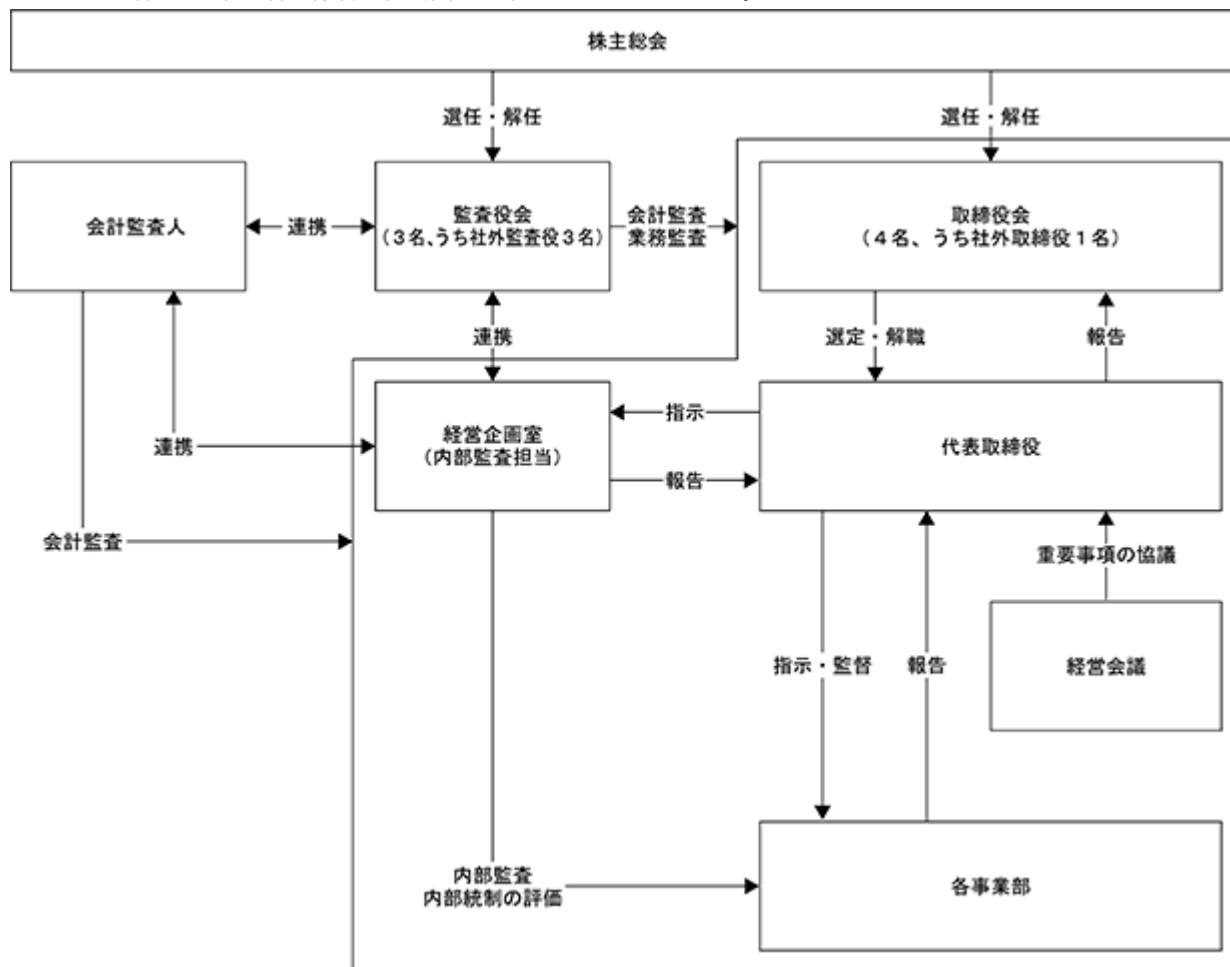 株主総会
選任・解任
選任・解任
会計監査人
連携
監査役会
（３名、うち社外監査役３名）
会計監査
業務監査
取締役会
（４名、うち社外取締役１名）
連携
選定・解職
報告
連携
経営企画室
（内部監査担当）
指示
報告
代表取締役
会計監査
重要事項の協議
指示・監督
報告
経営会議
内部監査
内部統制の評価
各事業部